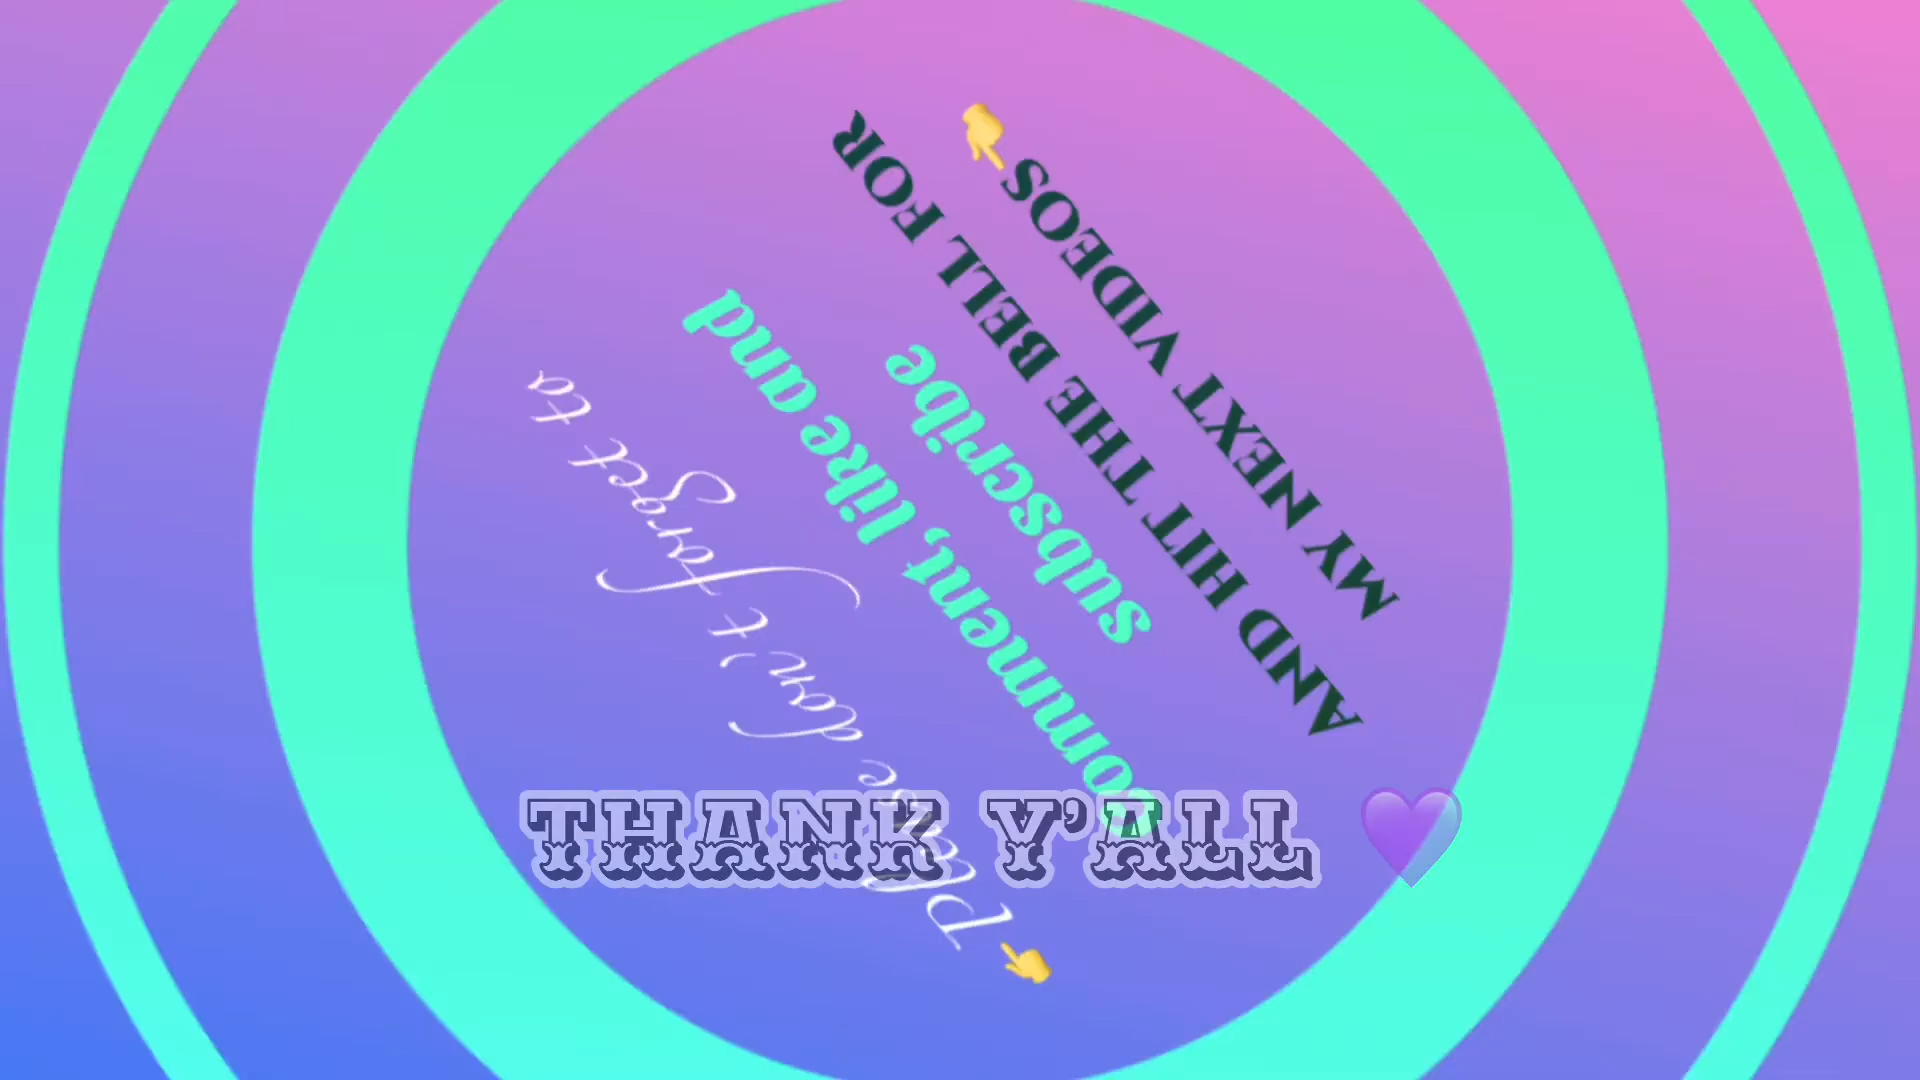 👉Please don't forget to
comment, like and
subscribe
AND HIT THE BELL FOR
MY NEXT VIDEOS👇
THANK Y'ALL 💜